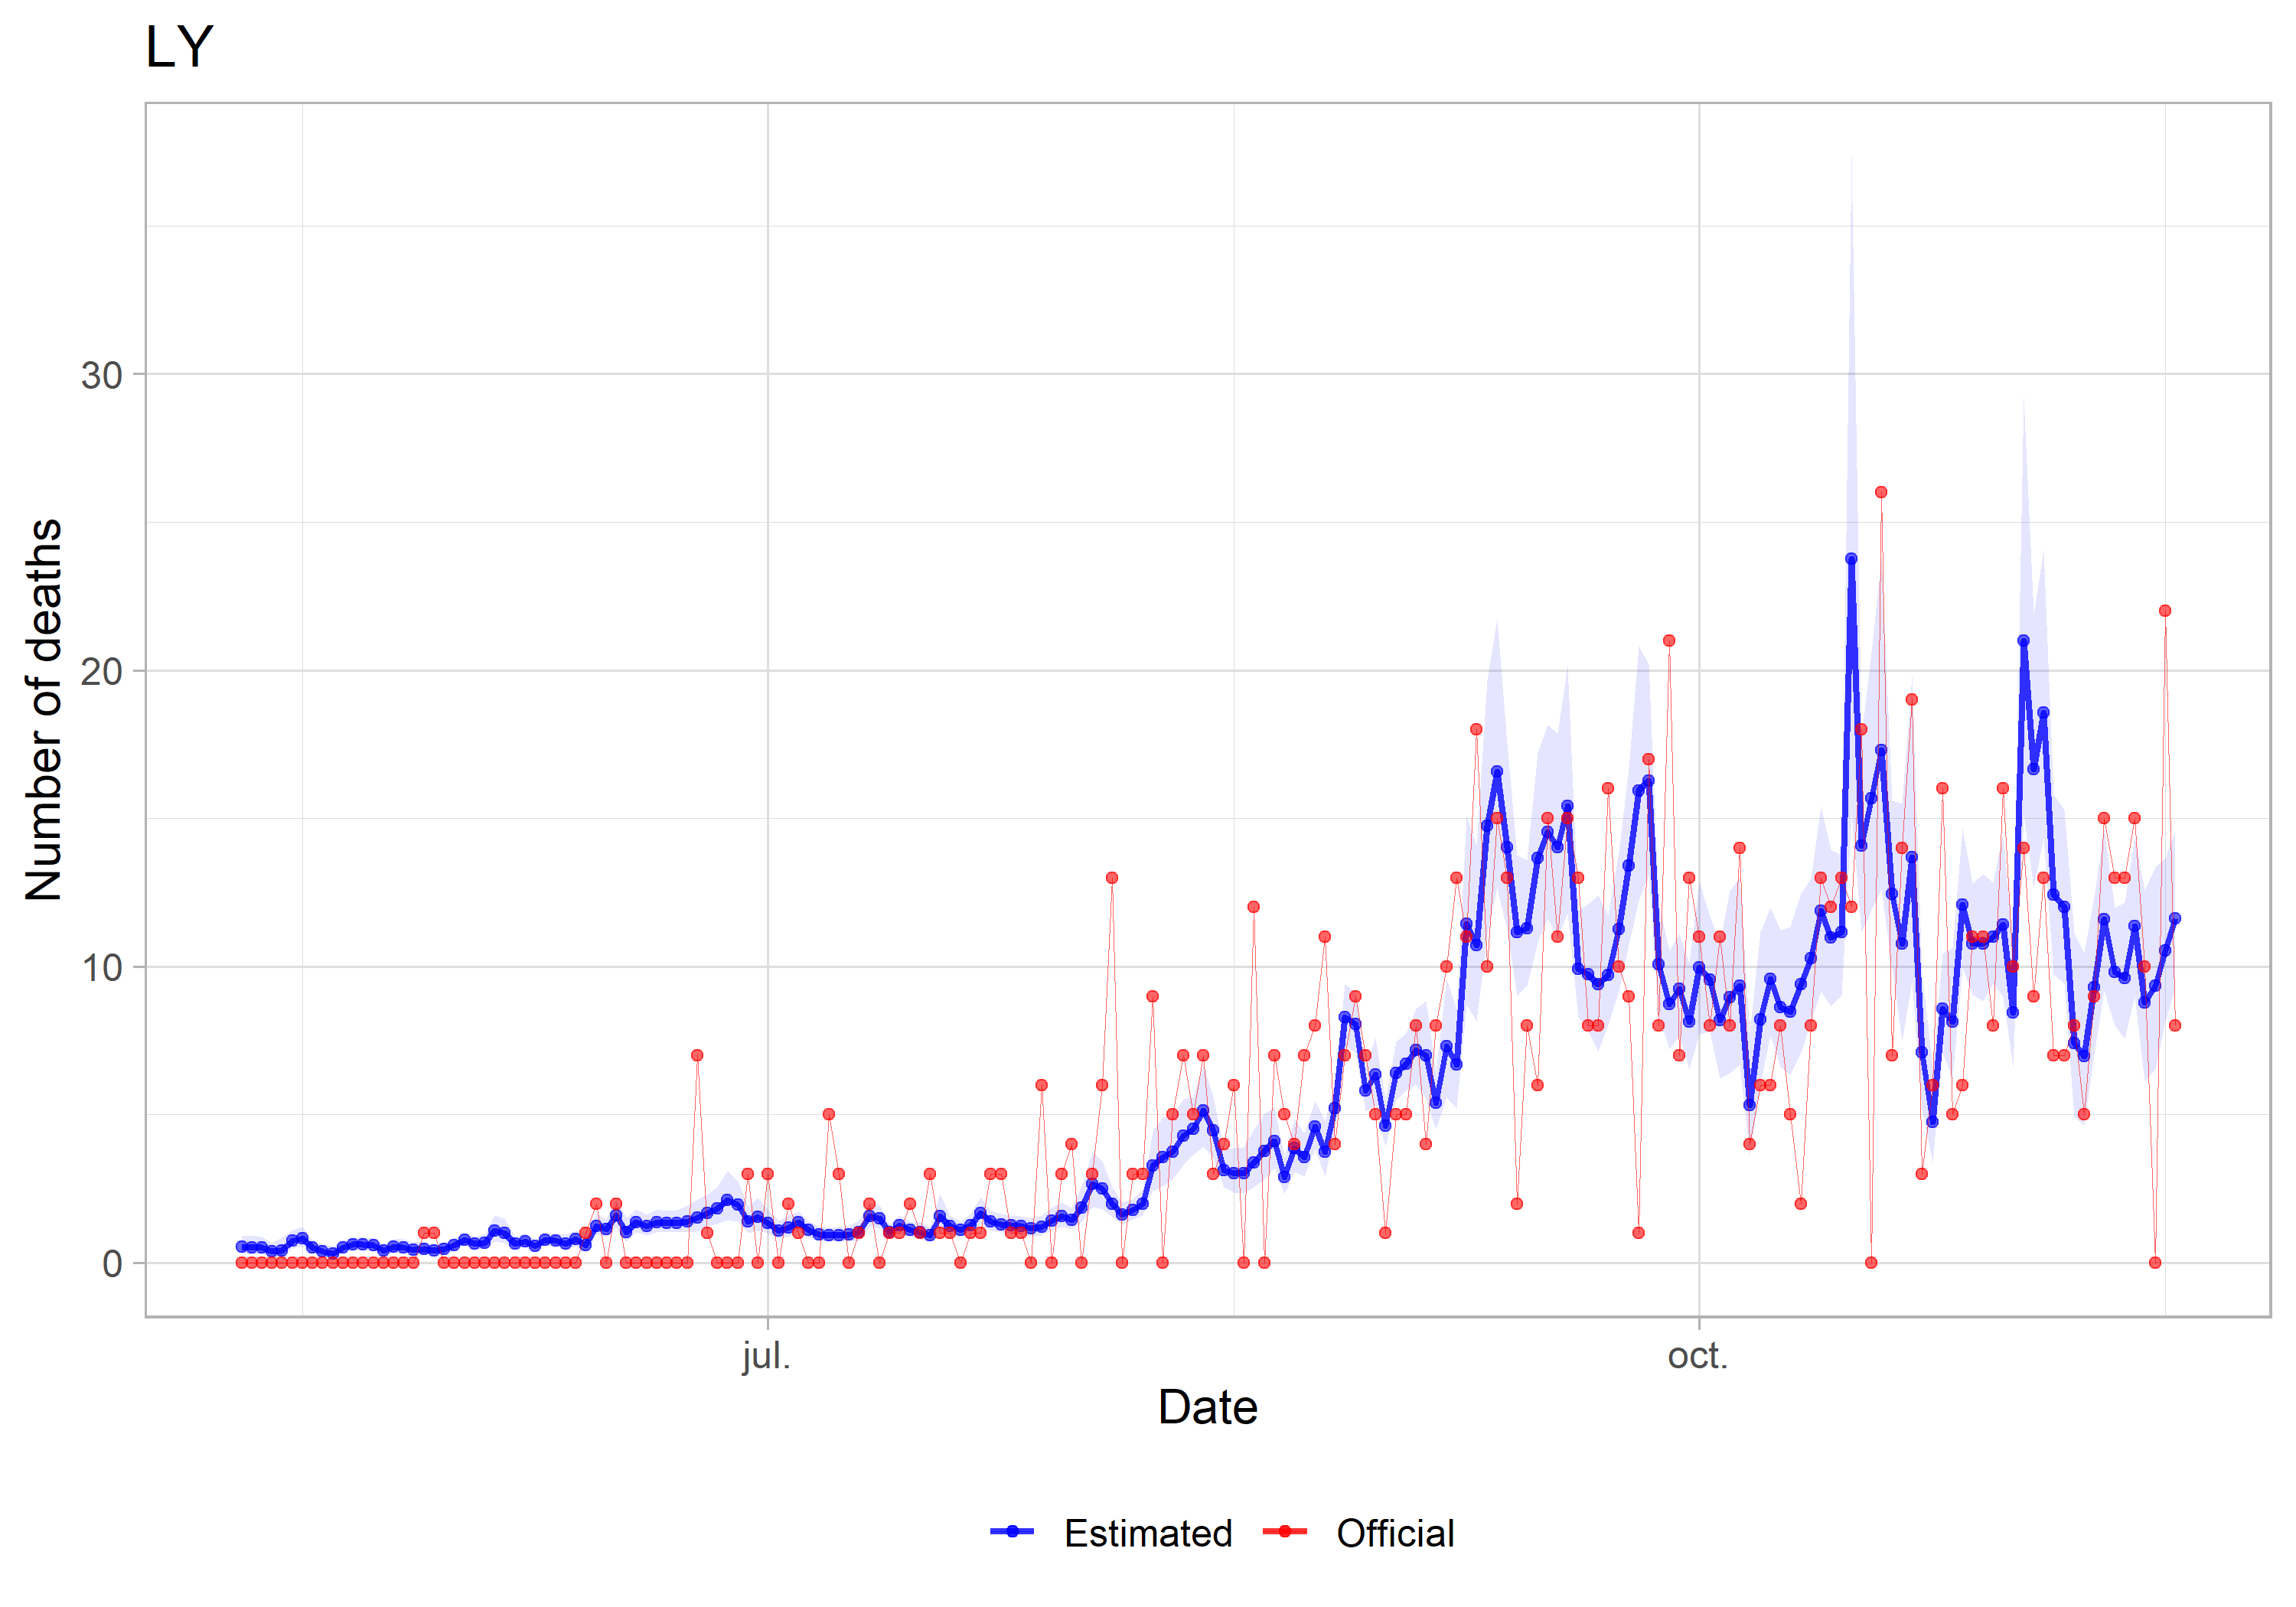 LY
Number of deaths
30
20
10
0
jul.
oct.
Date
Estimated
Official